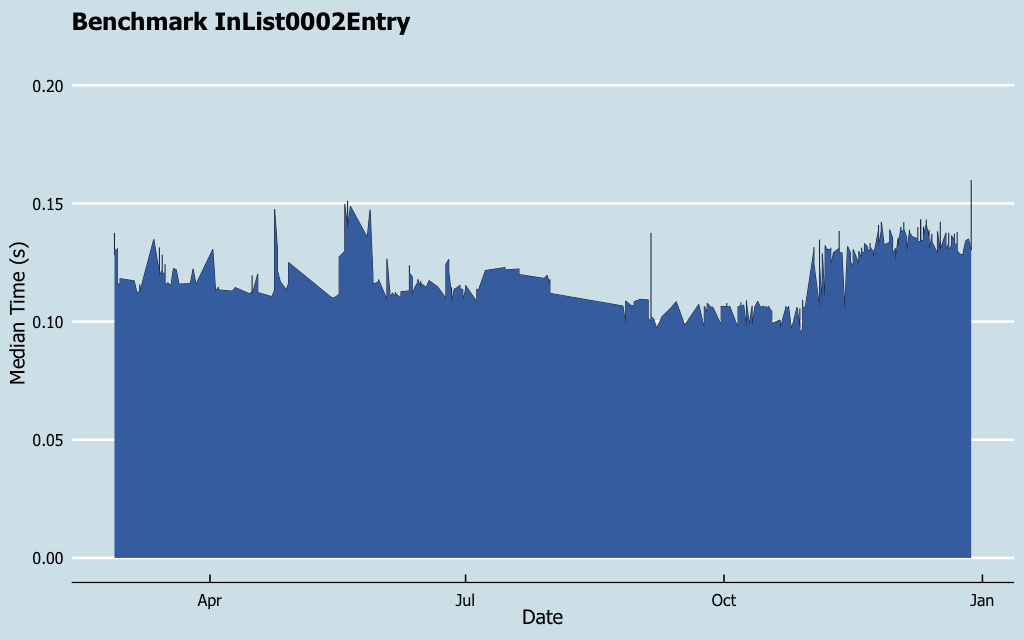 Benchmark InList0002Entry
0.20
0.15
0.10
0.05
0.00
Median Time (s)
Apr
Jul
Oct
Jan
Date